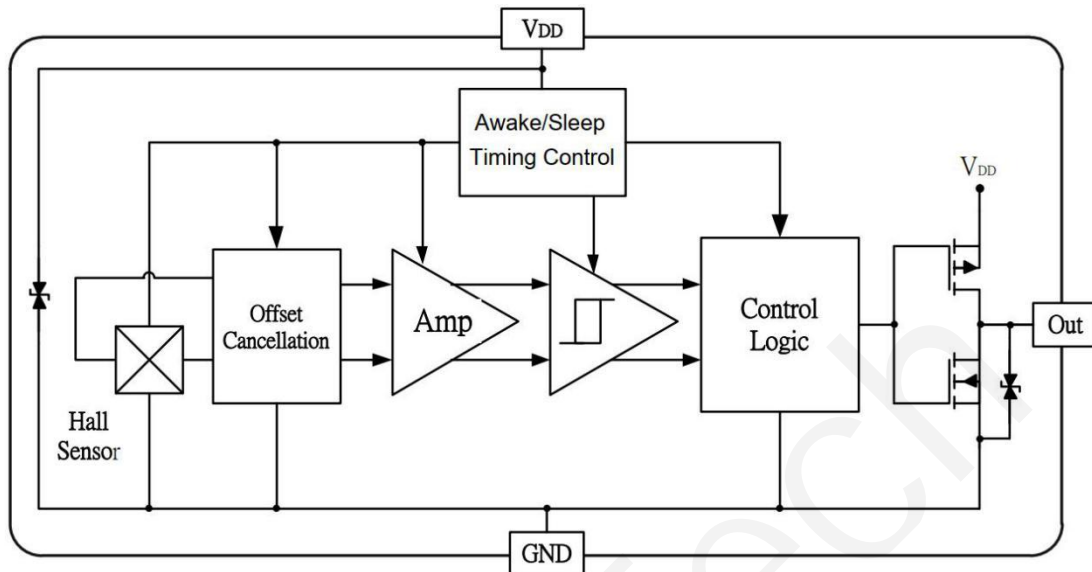 VDD
Awake/Sleep
Timing Control
VDD
Offset
Cancellation
Amp
Control
Logic
Out
Hall
Sensor
GND